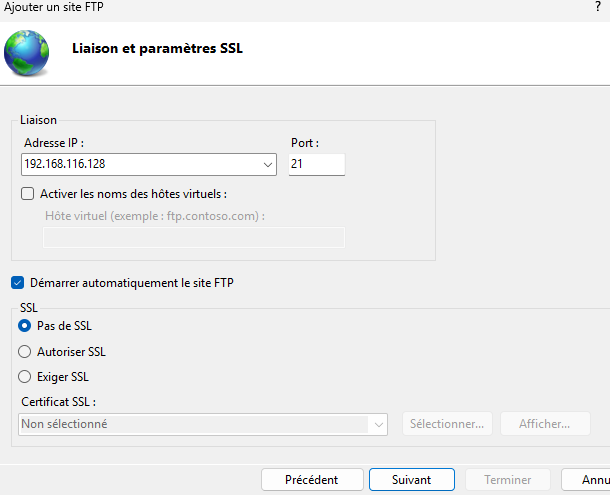 Ajouter un site FTP ?
Liaison et paramètres SSL
Liaison
Adresse IP : Port :
192.168.116.128 21
Activer les noms des hôtes virtuels :
Hôte virtuel (exemple : ftp.contoso.com) :
Démarrer automatiquement le site FTP
SSL
Pas de SSL
Autoriser SSL
Exiger SSL
Certificat SSL :
Non sélectionné Sélectionner... Afficher...
Précédent Suivant Terminer Annu